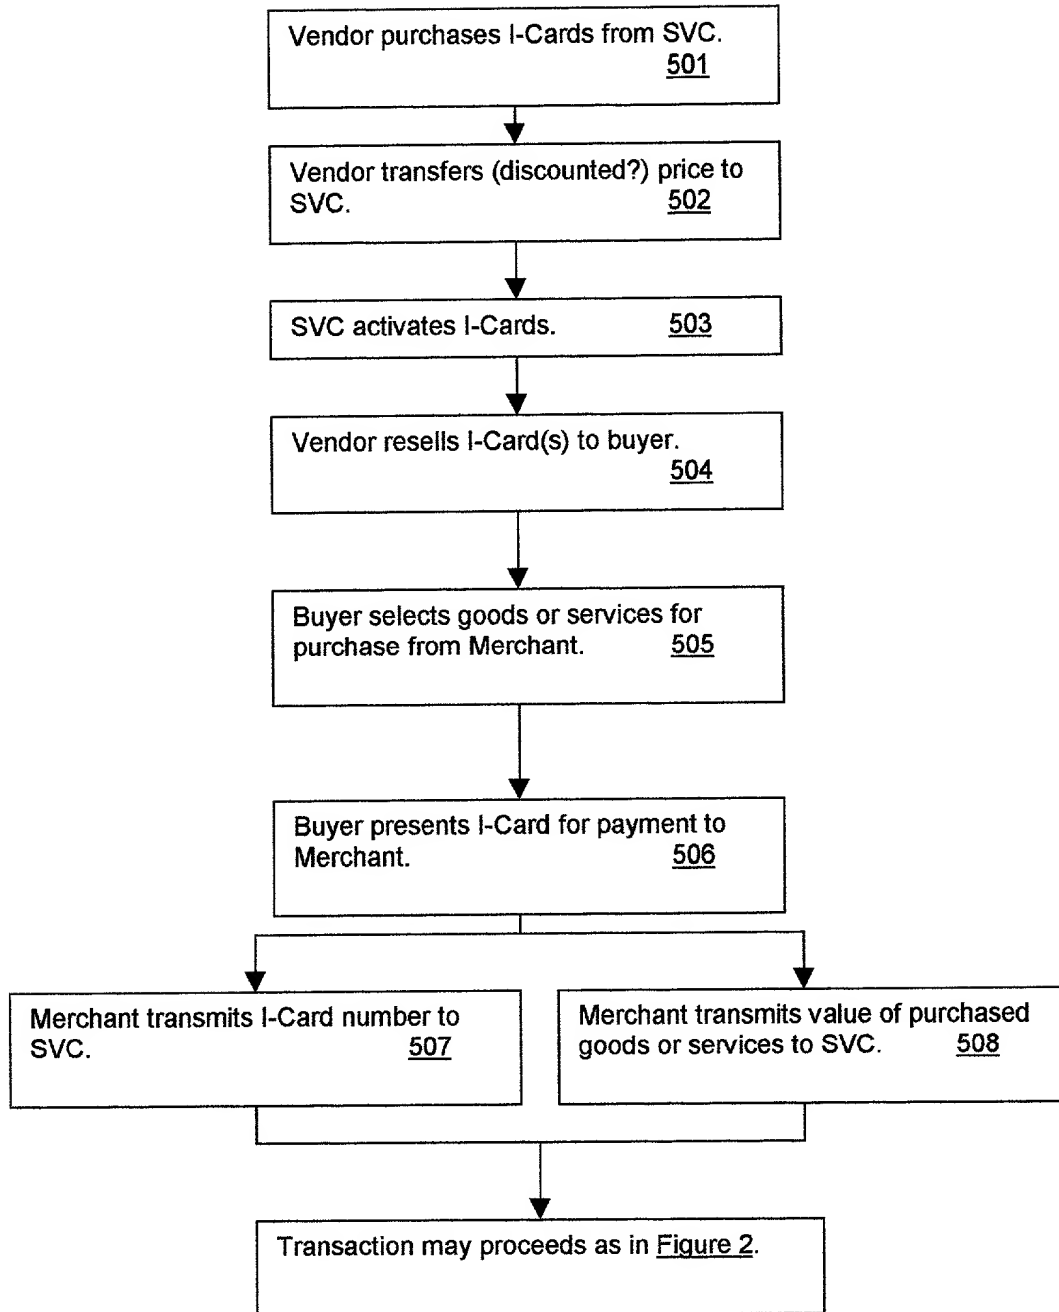 Vendor purchases I-Cards from SVC.
501
Vendor transfers (discounted?) price to
SVC. 502
SVC activates I-Cards. 503
Vendor resells I-Card(s) to buyer.
504
Buyer selects goods or services for
purchase from Merchant. 505
Buyer presents I-Card for payment to
Merchant. 506
Merchant transmits I-Card number to
SVC. 507
Merchant transmits value of purchased
goods or services to SVC. 508
Transaction may proceeds as in Figure 2.